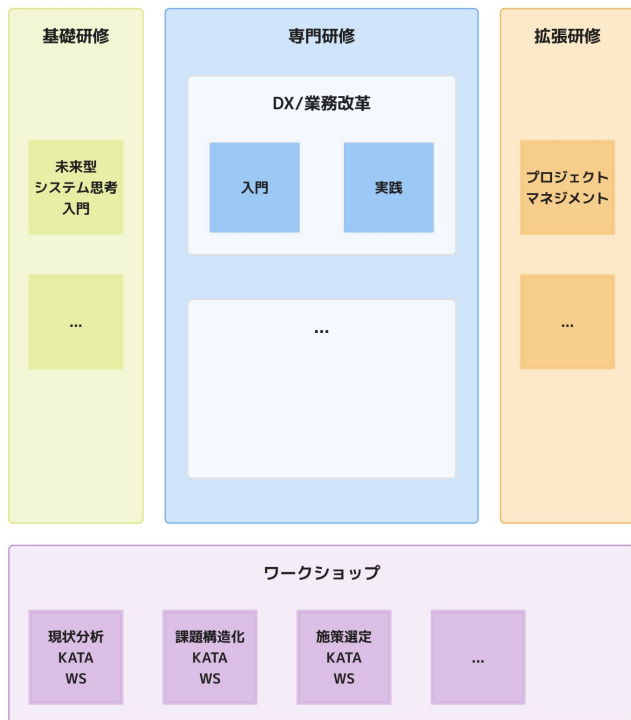 基礎研修
専門研修
拡張研修
DX/業務改革
未来型
システム思考
入門
入門
実践
プロジェクト
マネジメント
...
...
...
ワークショップ
現状分析
KATA
WS
課題構造化
KATA
WS
施策選定
KATA
WS
...